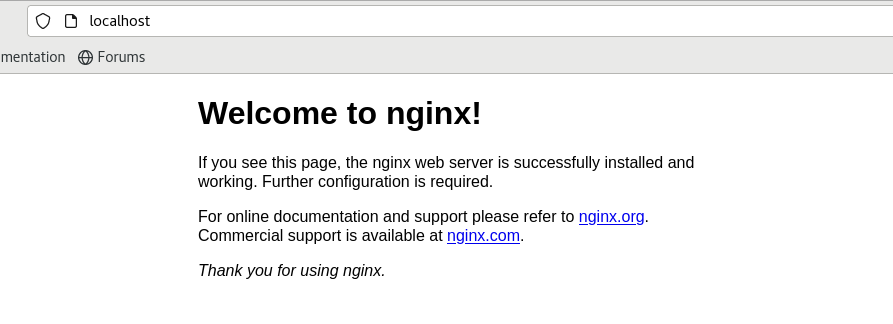 localhost
mentation Forums
Welcome to nginx!
If you see this page, the nginx web server is successfully installed and
working. Further configuration is required.
For online documentation and support please refer to nginx.org.
Commercial support is available at nginx.com.
Thank you for using nginx.